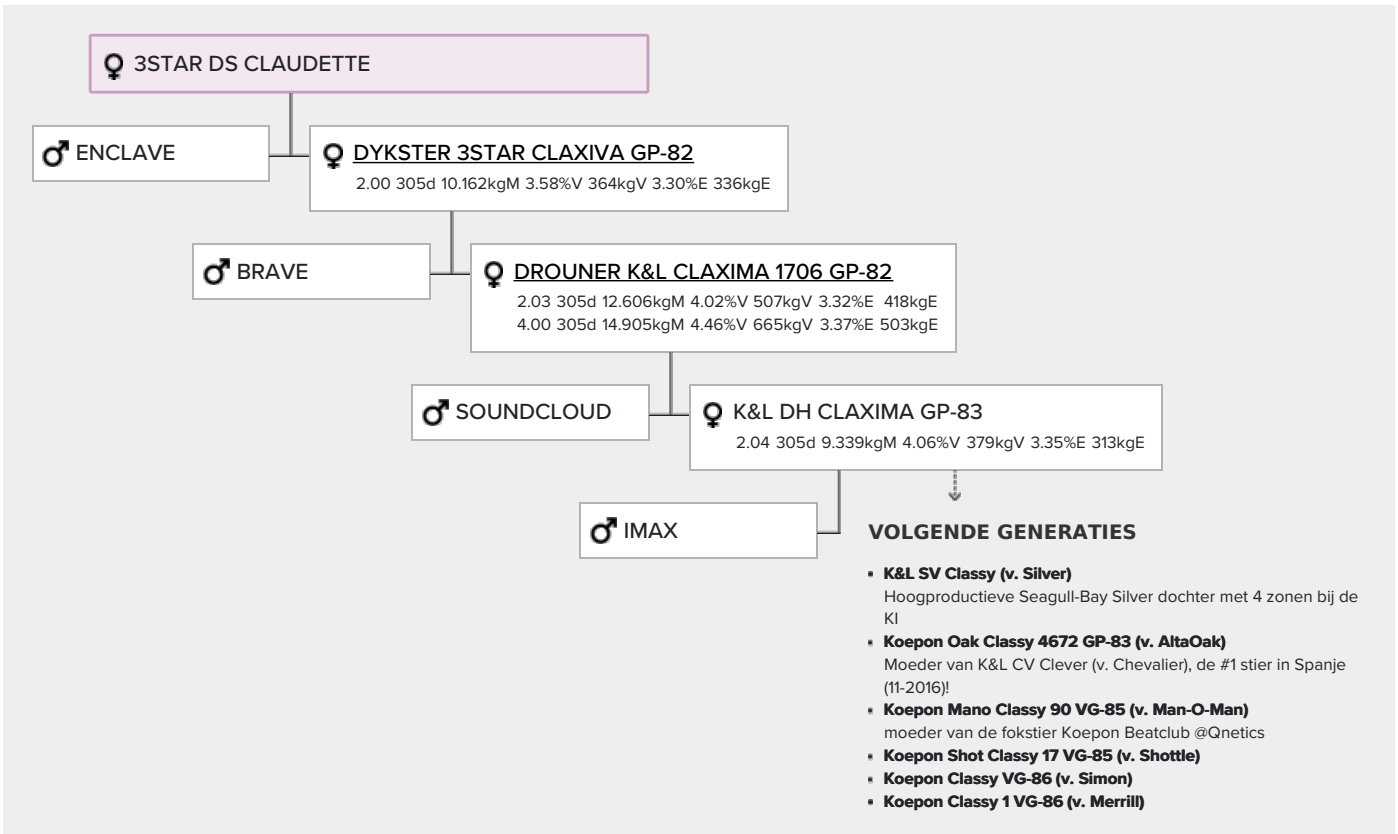 3STAR DS CLAUDETTE
ENCLAVE
DYKSTER 3STAR CLAXIVA GP-82
2.00 305d 10.162kgM 3.58%V 364kgV 3.30%E 336kgE
BRAVE
DROUNER K&L CLAXIMA 1706 GP-82
2.03 305d 12.606kgM 4.02%V 507kgV 3.32%E 418kgE
4.00 305d 14.905kgM 4.46%V 665kgV 3.37%E 503kgE
SOUNDCLOUD
K&L DH CLAXIMA GP-83
2.04 305d 9.339kgM 4.06%V 379kgV 3.35%E 313kgE
IMAX
VOLGENDE GENERATIES
K&L SV Classy (v. Silver)
Hoogproductieve Seagull-Bay Silver dochter met 4 zonen bij de
KI
Koepon Oak Classy 4672 GP-83 (v. AltaOak)
Moeder van K&L CV Clever (v. Chevalier), de #1 stier in Spanje
(11-2016)!
Koepon Mano Classy 90 VG-85 (v. Man-O-Man)
moeder van de fokstier Koepon Beatclub @Qnetics
Koepon Shot Classy 17 VG-85 (v. Shottle)
Koepon Classy VG-86 (v. Simon)
Koepon Classy 1 VG-86 (v. Merrill)